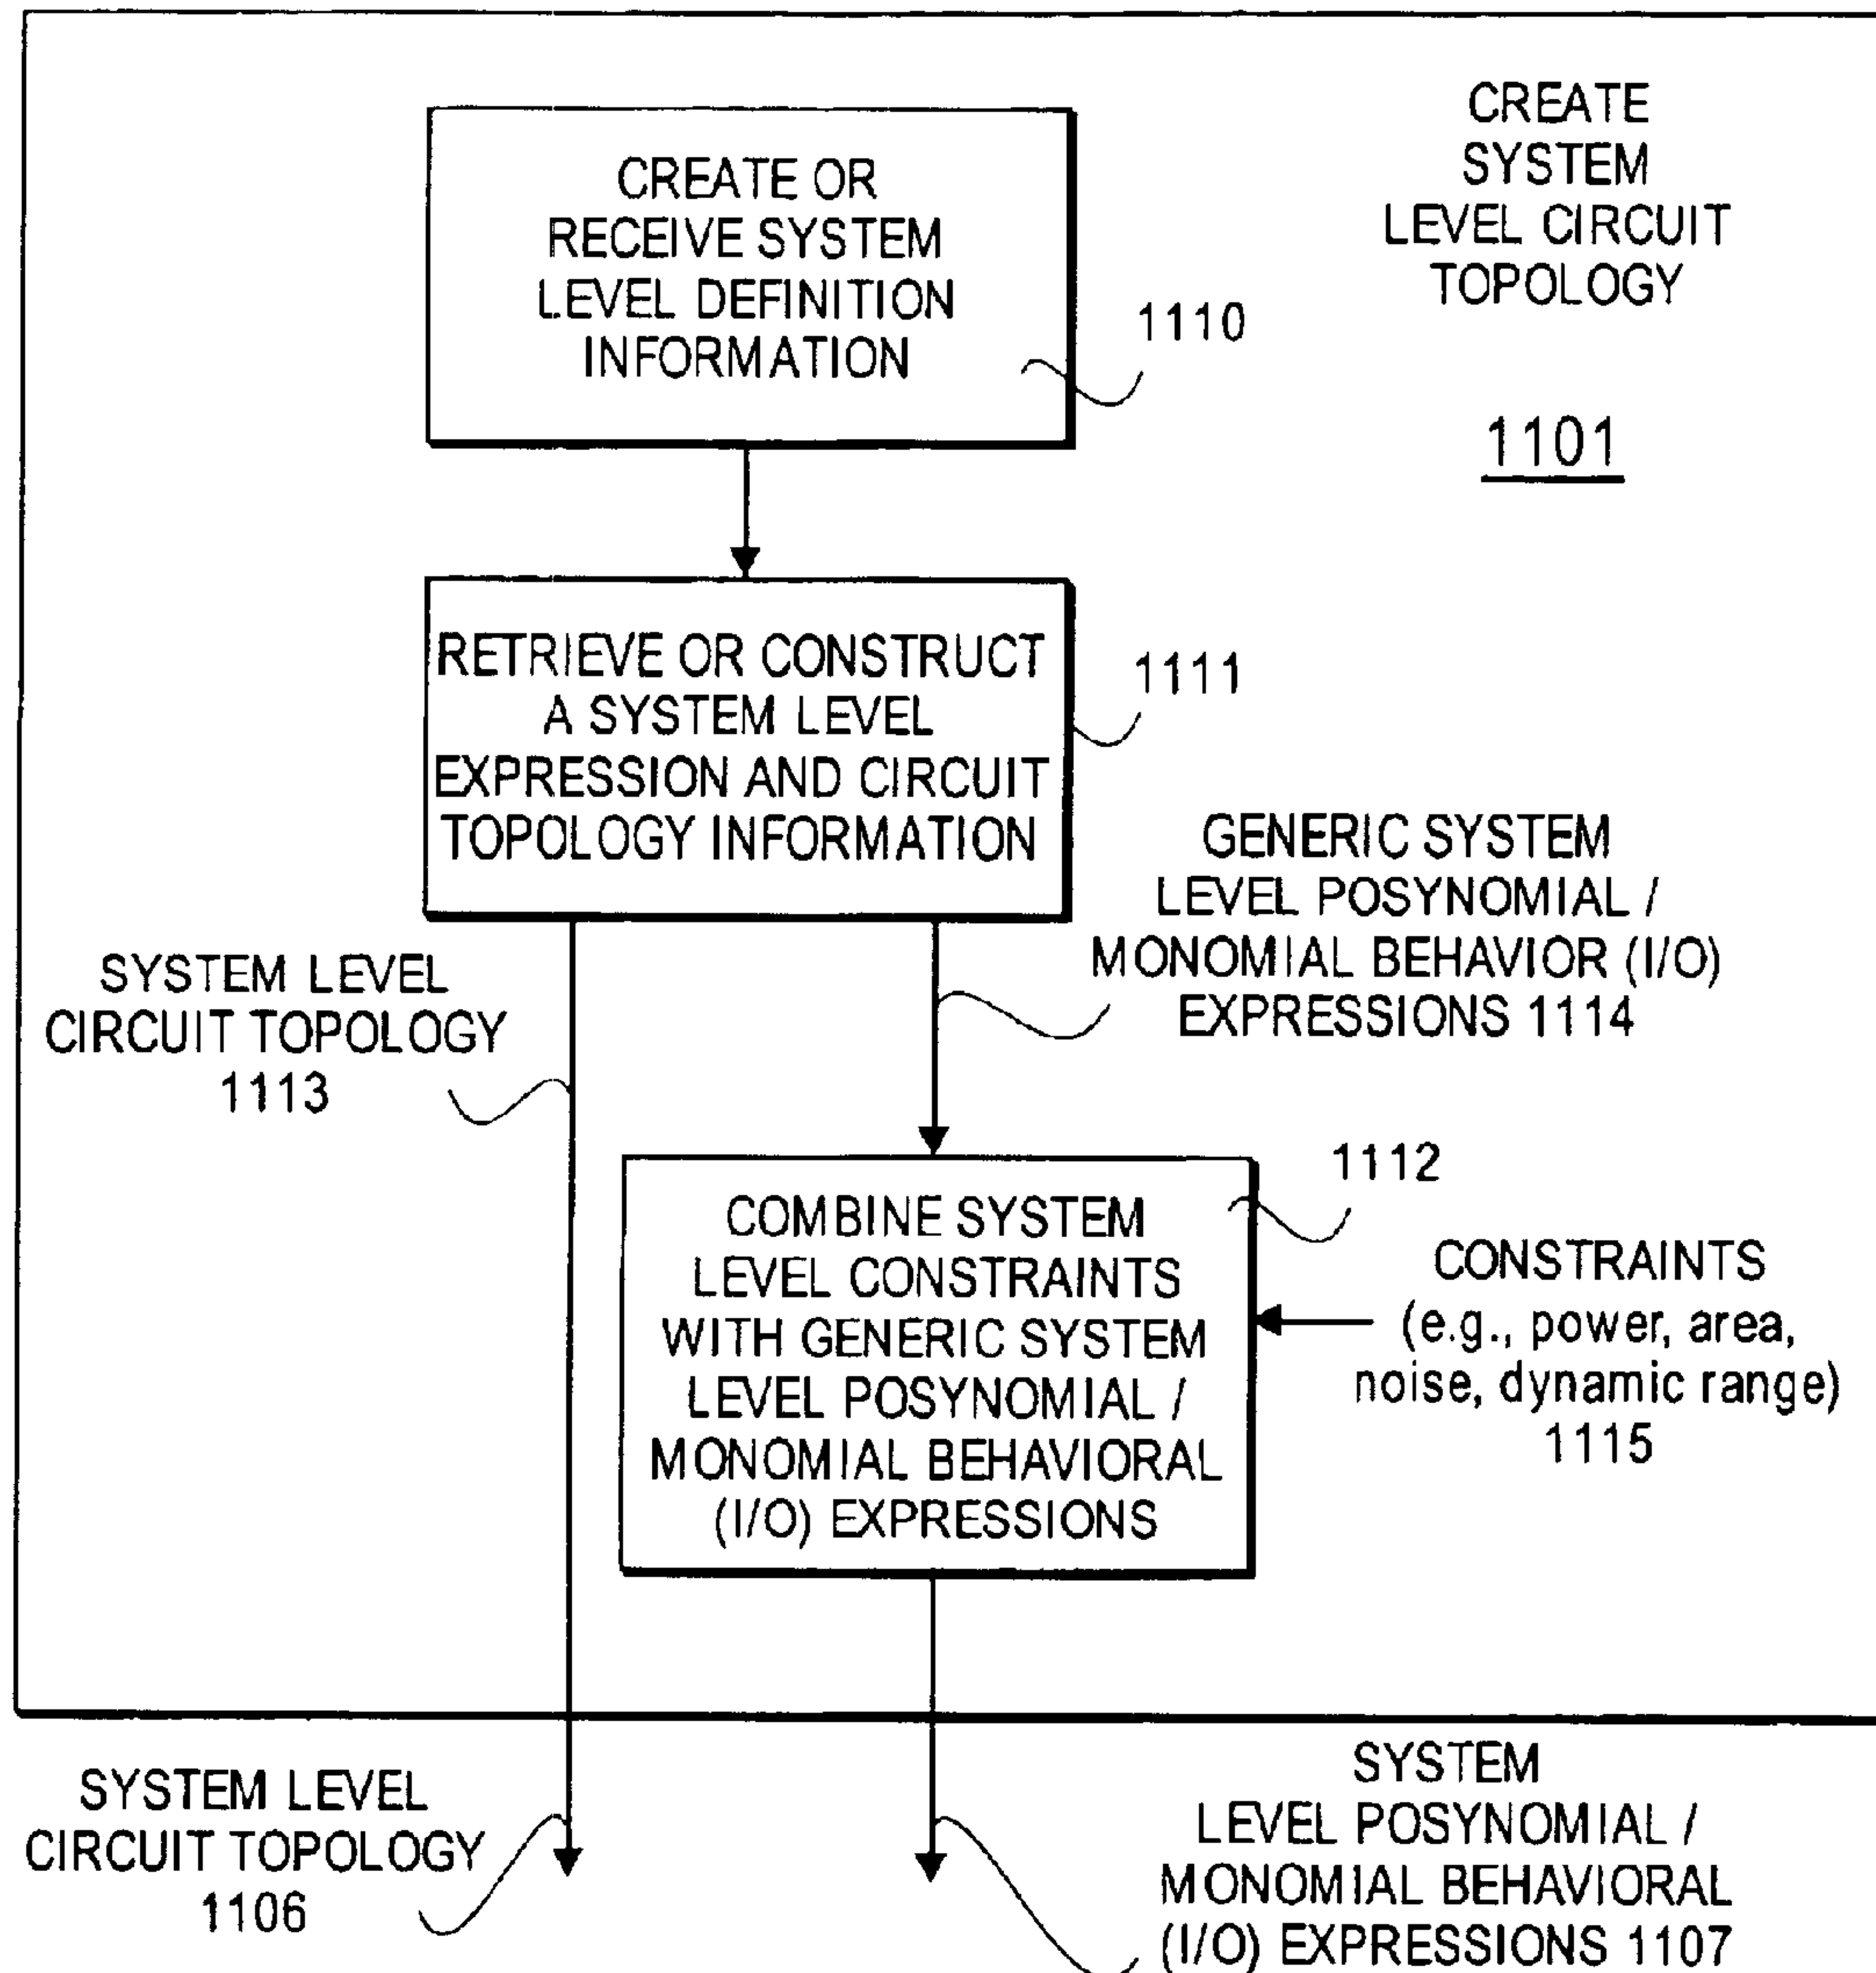 CREATE
SYSTEM
LEVEL CIRCUIT
TOPOLOGY
1101
CREATE OR
RECEIVE SYSTEM
LEVEL DEFINITION
INFORMATION
1110
RETRIEVE OR CONSTRUCT
A SYSTEM LEVEL
EXPRESSION AND CIRCUIT
TOPOLOGY INFORMATION
1111
GENERIC SYSTEM
LEVEL POSYNOMIAL /
MONOMIAL BEHAVIOR (I/O)
EXPRESSIONS 1114
SYSTEM LEVEL
CIRCUIT TOPOLOGY
1113
1112
COMBINE SYSTEM
LEVEL CONSTRAINTS
WITH GENERIC SYSTEM
LEVEL POSYNOMIAL /
MONOMIAL BEHAVIORAL
(I/O) EXPRESSIONS
CONSTRAINTS
(e.g., power, area,
noise, dynamic range)
1115
SYSTEM LEVEL
CIRCUIT TOPOLOGY
1106
SYSTEM
LEVEL POSYNOMIAL /
MONOMIAL BEHAVIORAL
(I/O) EXPRESSIONS 1107